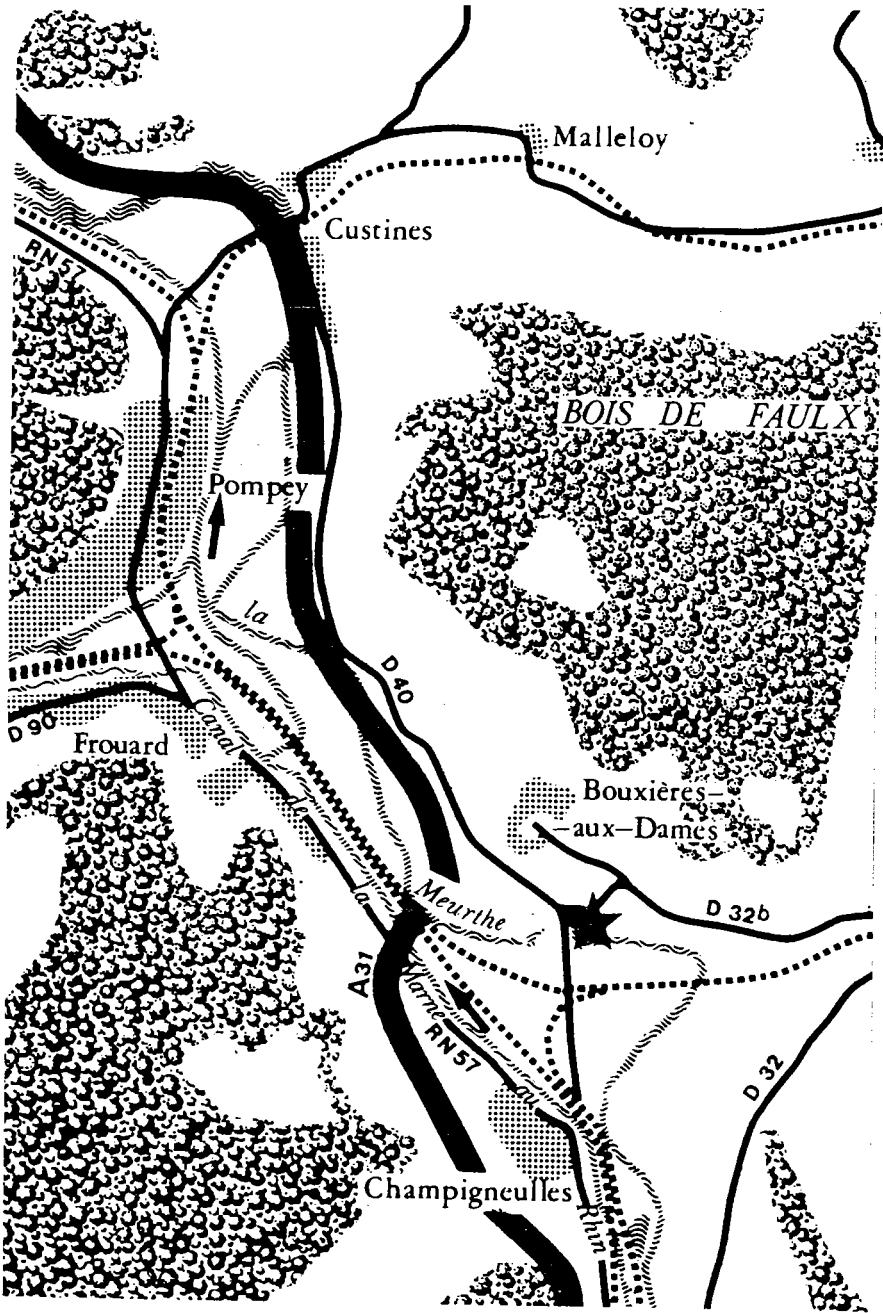 Malleloy
Custines
RN 57
BOIS DE FAULX
Pompey
la
D 40
D 90
Frouard
Canal
de
la
Bouxières-
-aux-Dames
Meurthe
D 32b
A31
Marne
RN 57
au
D 32
Champigneulles
Rhin